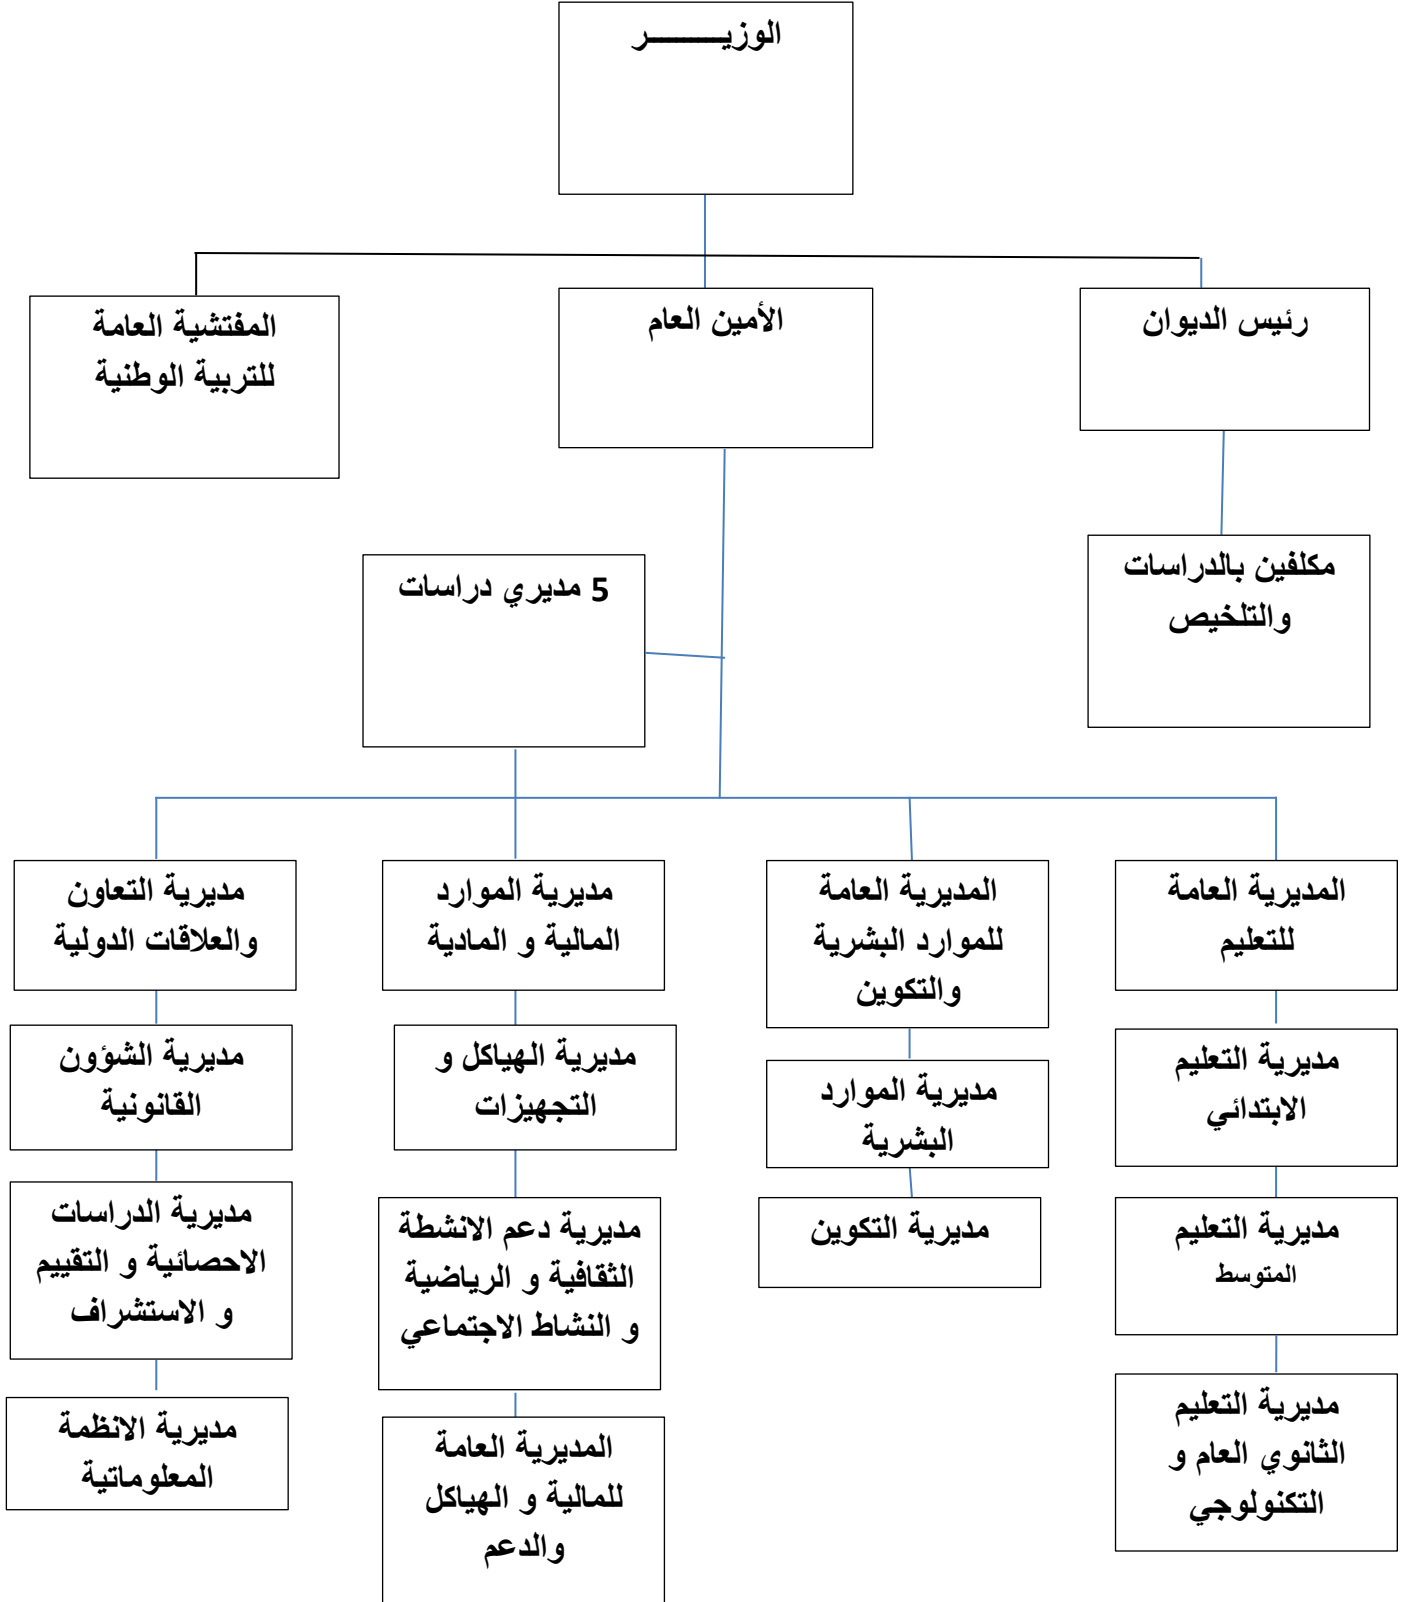 الوزيــــــــر
رئيس الديوان
الأمين العام
المفتشية العامة
للتربية الوطنية
مكلفين بالدراسات
والتلخيص
5 مديري دراسات
المديرية العامة
للتعليم
المديرية العامة
للموارد البشرية
والتكوين
مديرية الموارد
المالية و المادية
مديرية التعاون
والعلاقات الدولية
مديرية التعليم
الابتدائي
مديرية الموارد
البشرية
مديرية الهياكل و
التجهيزات
مديرية الشؤون
القانونية
مديرية التعليم
المتوسط
مديرية التكوين
مديرية دعم الانشطة
الثقافية و الرياضية
و النشاط الاجتماعي
مديرية الدراسات
الاحصائية و التقييم
و الاستشراف
مديرية التعليم
الثانوي العام و
التكنولوجي
المديرية العامة
للمالية و الهياكل
والدعم
مديرية الانظمة
المعلوماتية